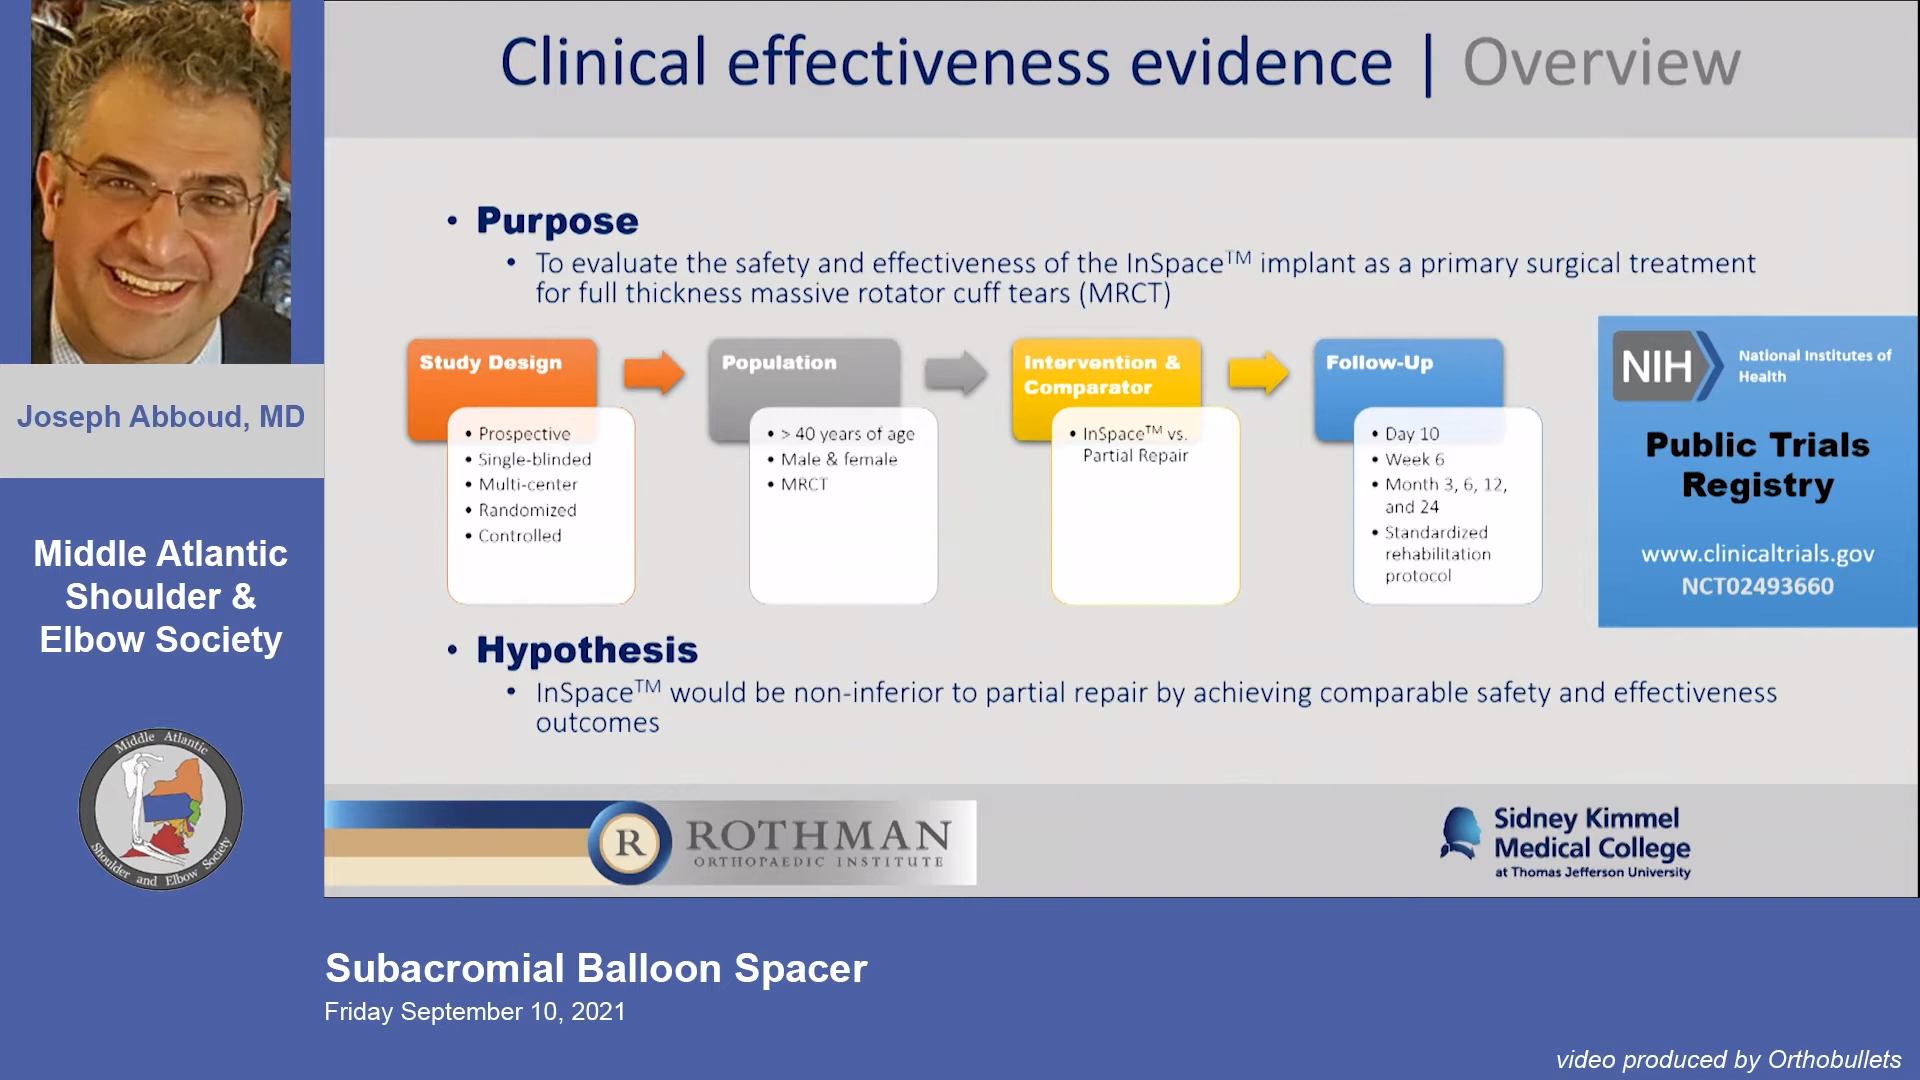 Clinical effectiveness evidence | Overview
• Purpose
• To evaluate the safety and effectiveness of the InSpace™ implant as a primary surgical treatment
for full thickness massive rotator cuff tears (MRCT)
Study Design
• Prospective
• Single-blinded
• Multi-center
• Randomized
• Controlled
Population
• > 40 years of age
• Male & female
• MRCT
Intervention &
Comparator
• InSpace™ vs.
Partial Repair
Follow-Up
• Day 10
• Week 6
• Month 3, 6, 12,
and 24
• Standardized
rehabilitation
protocol
NIH
National Institutes of
Health
Public Trials
Registry
www.clinicaltrials.gov
NCT02493660
• Hypothesis
• InSpace™ would be non-inferior to partial repair by achieving comparable safety and effectiveness
outcomes
R
ROTHMAN
ORTHOPAEDIC INSTITUTE
Sidney Kimmel
Medical College
at Thomas Jefferson University
Joseph Abboud, MD
Middle Atlantic
Shoulder &
Elbow Society
Middle Atlantic
Shoulder and Elbow Society
Subacromial Balloon Spacer
Friday September 10, 2021
video produced by Orthobullets